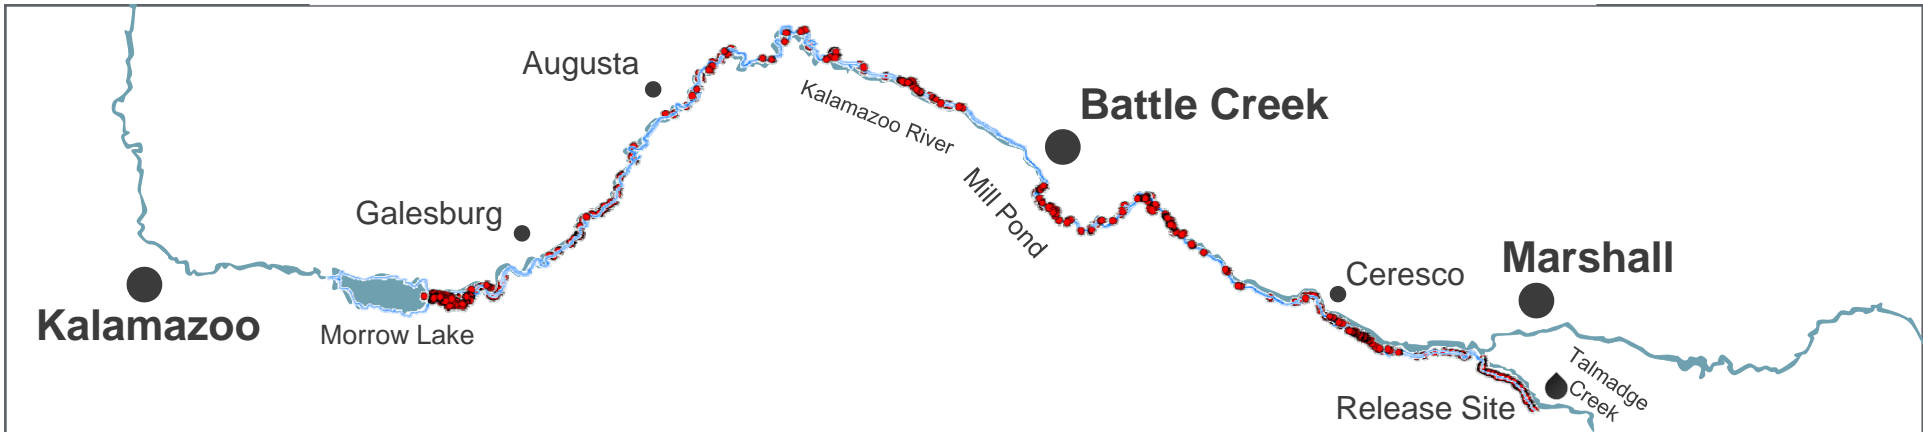 Augusta
Kalamazoo River
Battle Creek
Mill Pond
Galesburg
Kalamazoo
Morrow Lake
Ceresco
Marshall
Talmadge
Creek
Release Site